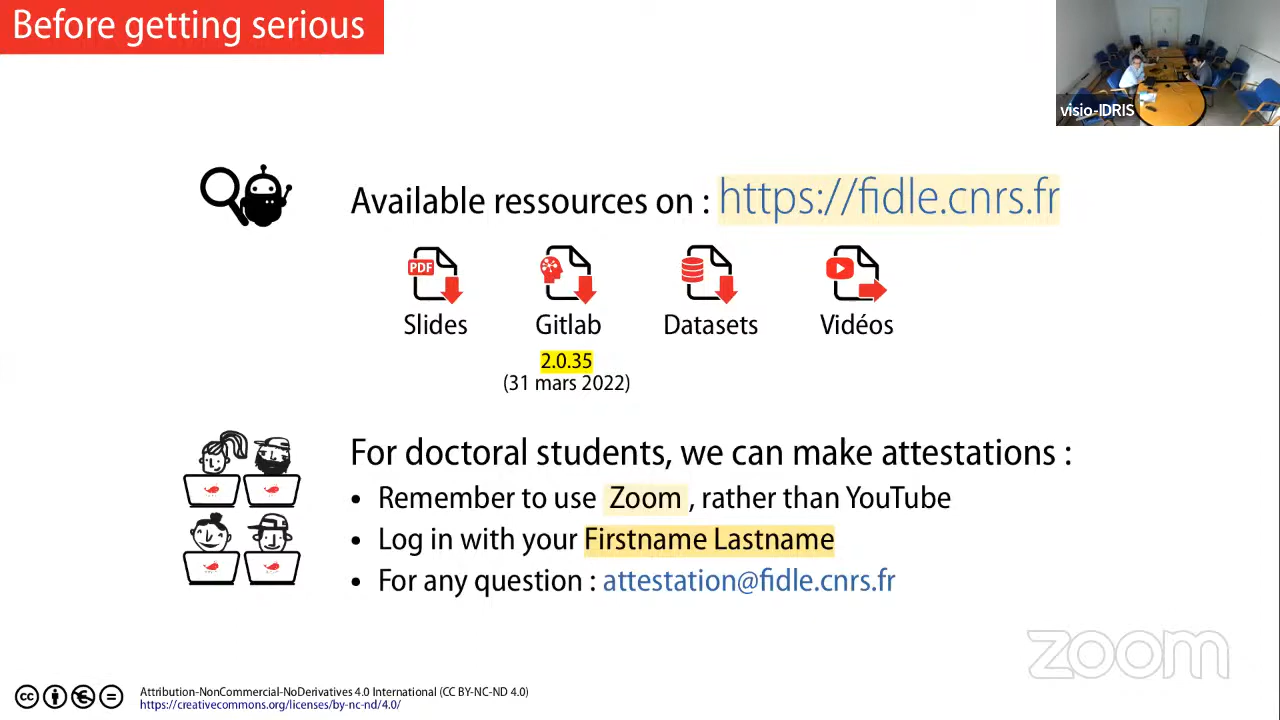 Before getting serious
visio-IDRIS
Available ressources on : https://fidle.cnrs.fr
PDF
Slides Gitlab Datasets Vidéos
2.0.35
(31 mars 2022)
For doctoral students, we can make attestations :
• Remember to use Zoom , rather than YouTube
• Log in with your Firstname Lastname
• For any question : attestation@fidle.cnrs.fr
zoom
cc
Attribution-NonCommercial-NoDerivatives 4.0 International (CC BY-NC-ND 4.0)
https://creativecommons.org/licenses/by-nc-nd/4.0/